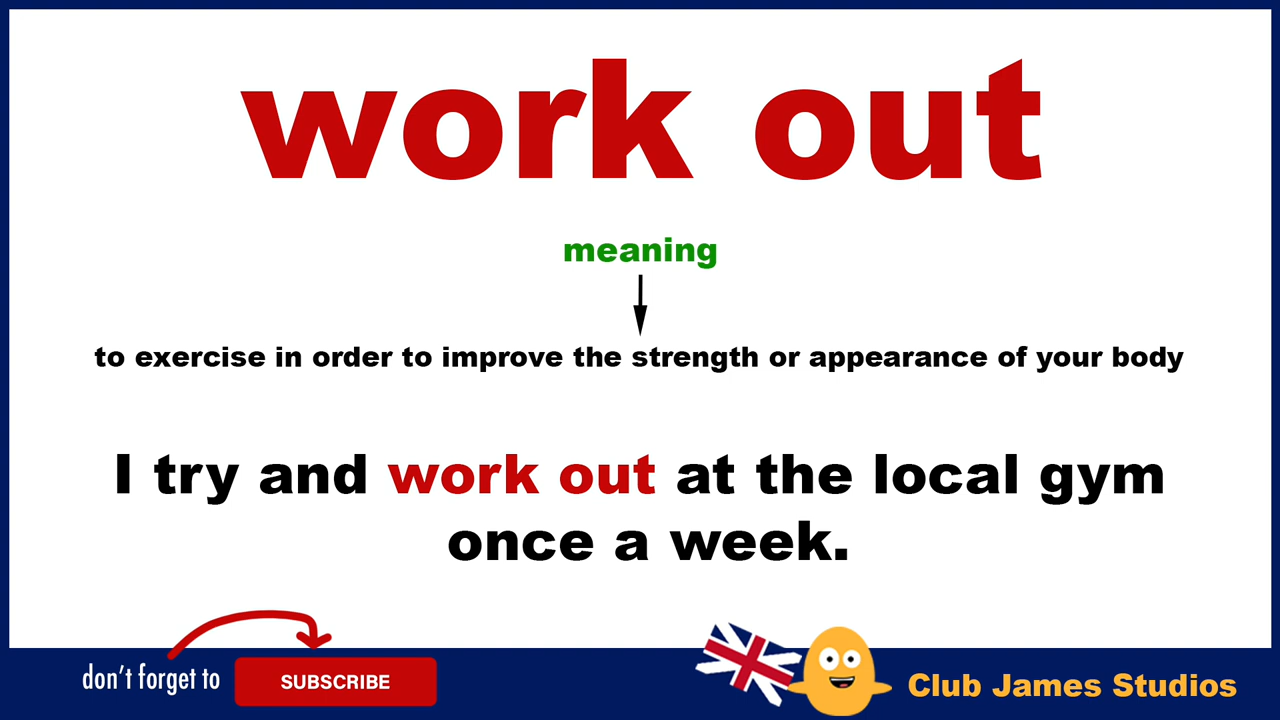 work out
meaning
to exercise in order to improve the strength or appearance of your body
I try and work out at the local gym
once a week.
don't forget to SUBSCRIBE
Club James Studios